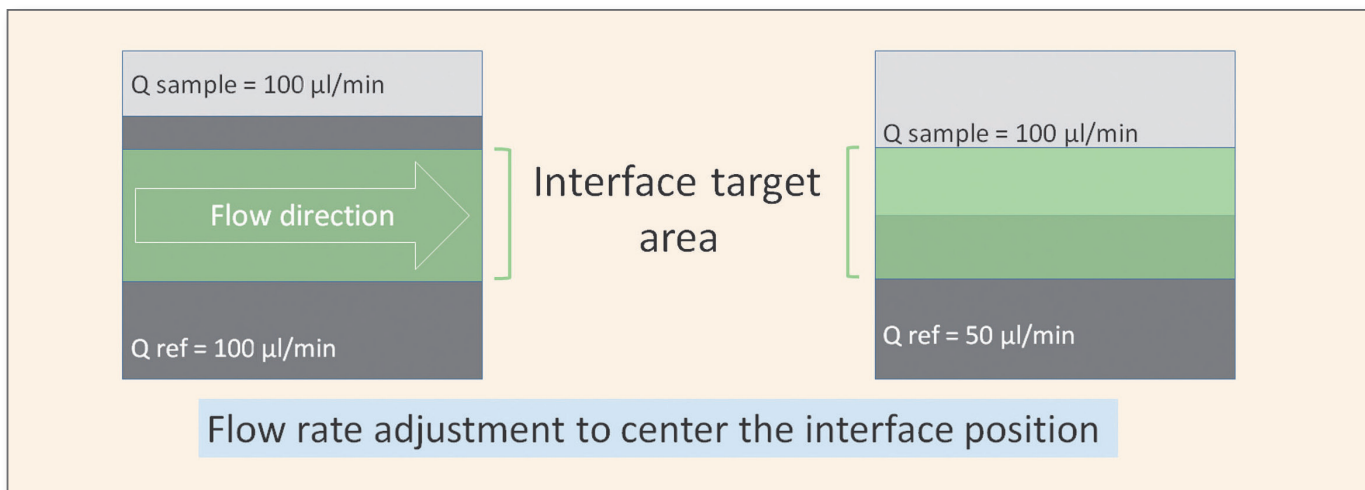 Q sample = 100 µl/min
Flow direction
Q ref = 100 µl/min
Interface target
area
Q sample = 100 µl/min
Q ref = 50 µl/min
Flow rate adjustment to center the interface position